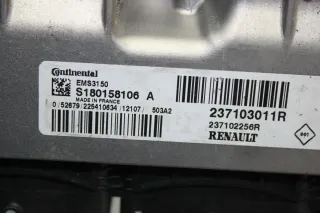 Continental
EMS3150
S180158106 A
MADE IN FRANCE
0/52679/225410634/12107/ 503A2
237103011R
237102256R
RENAULT